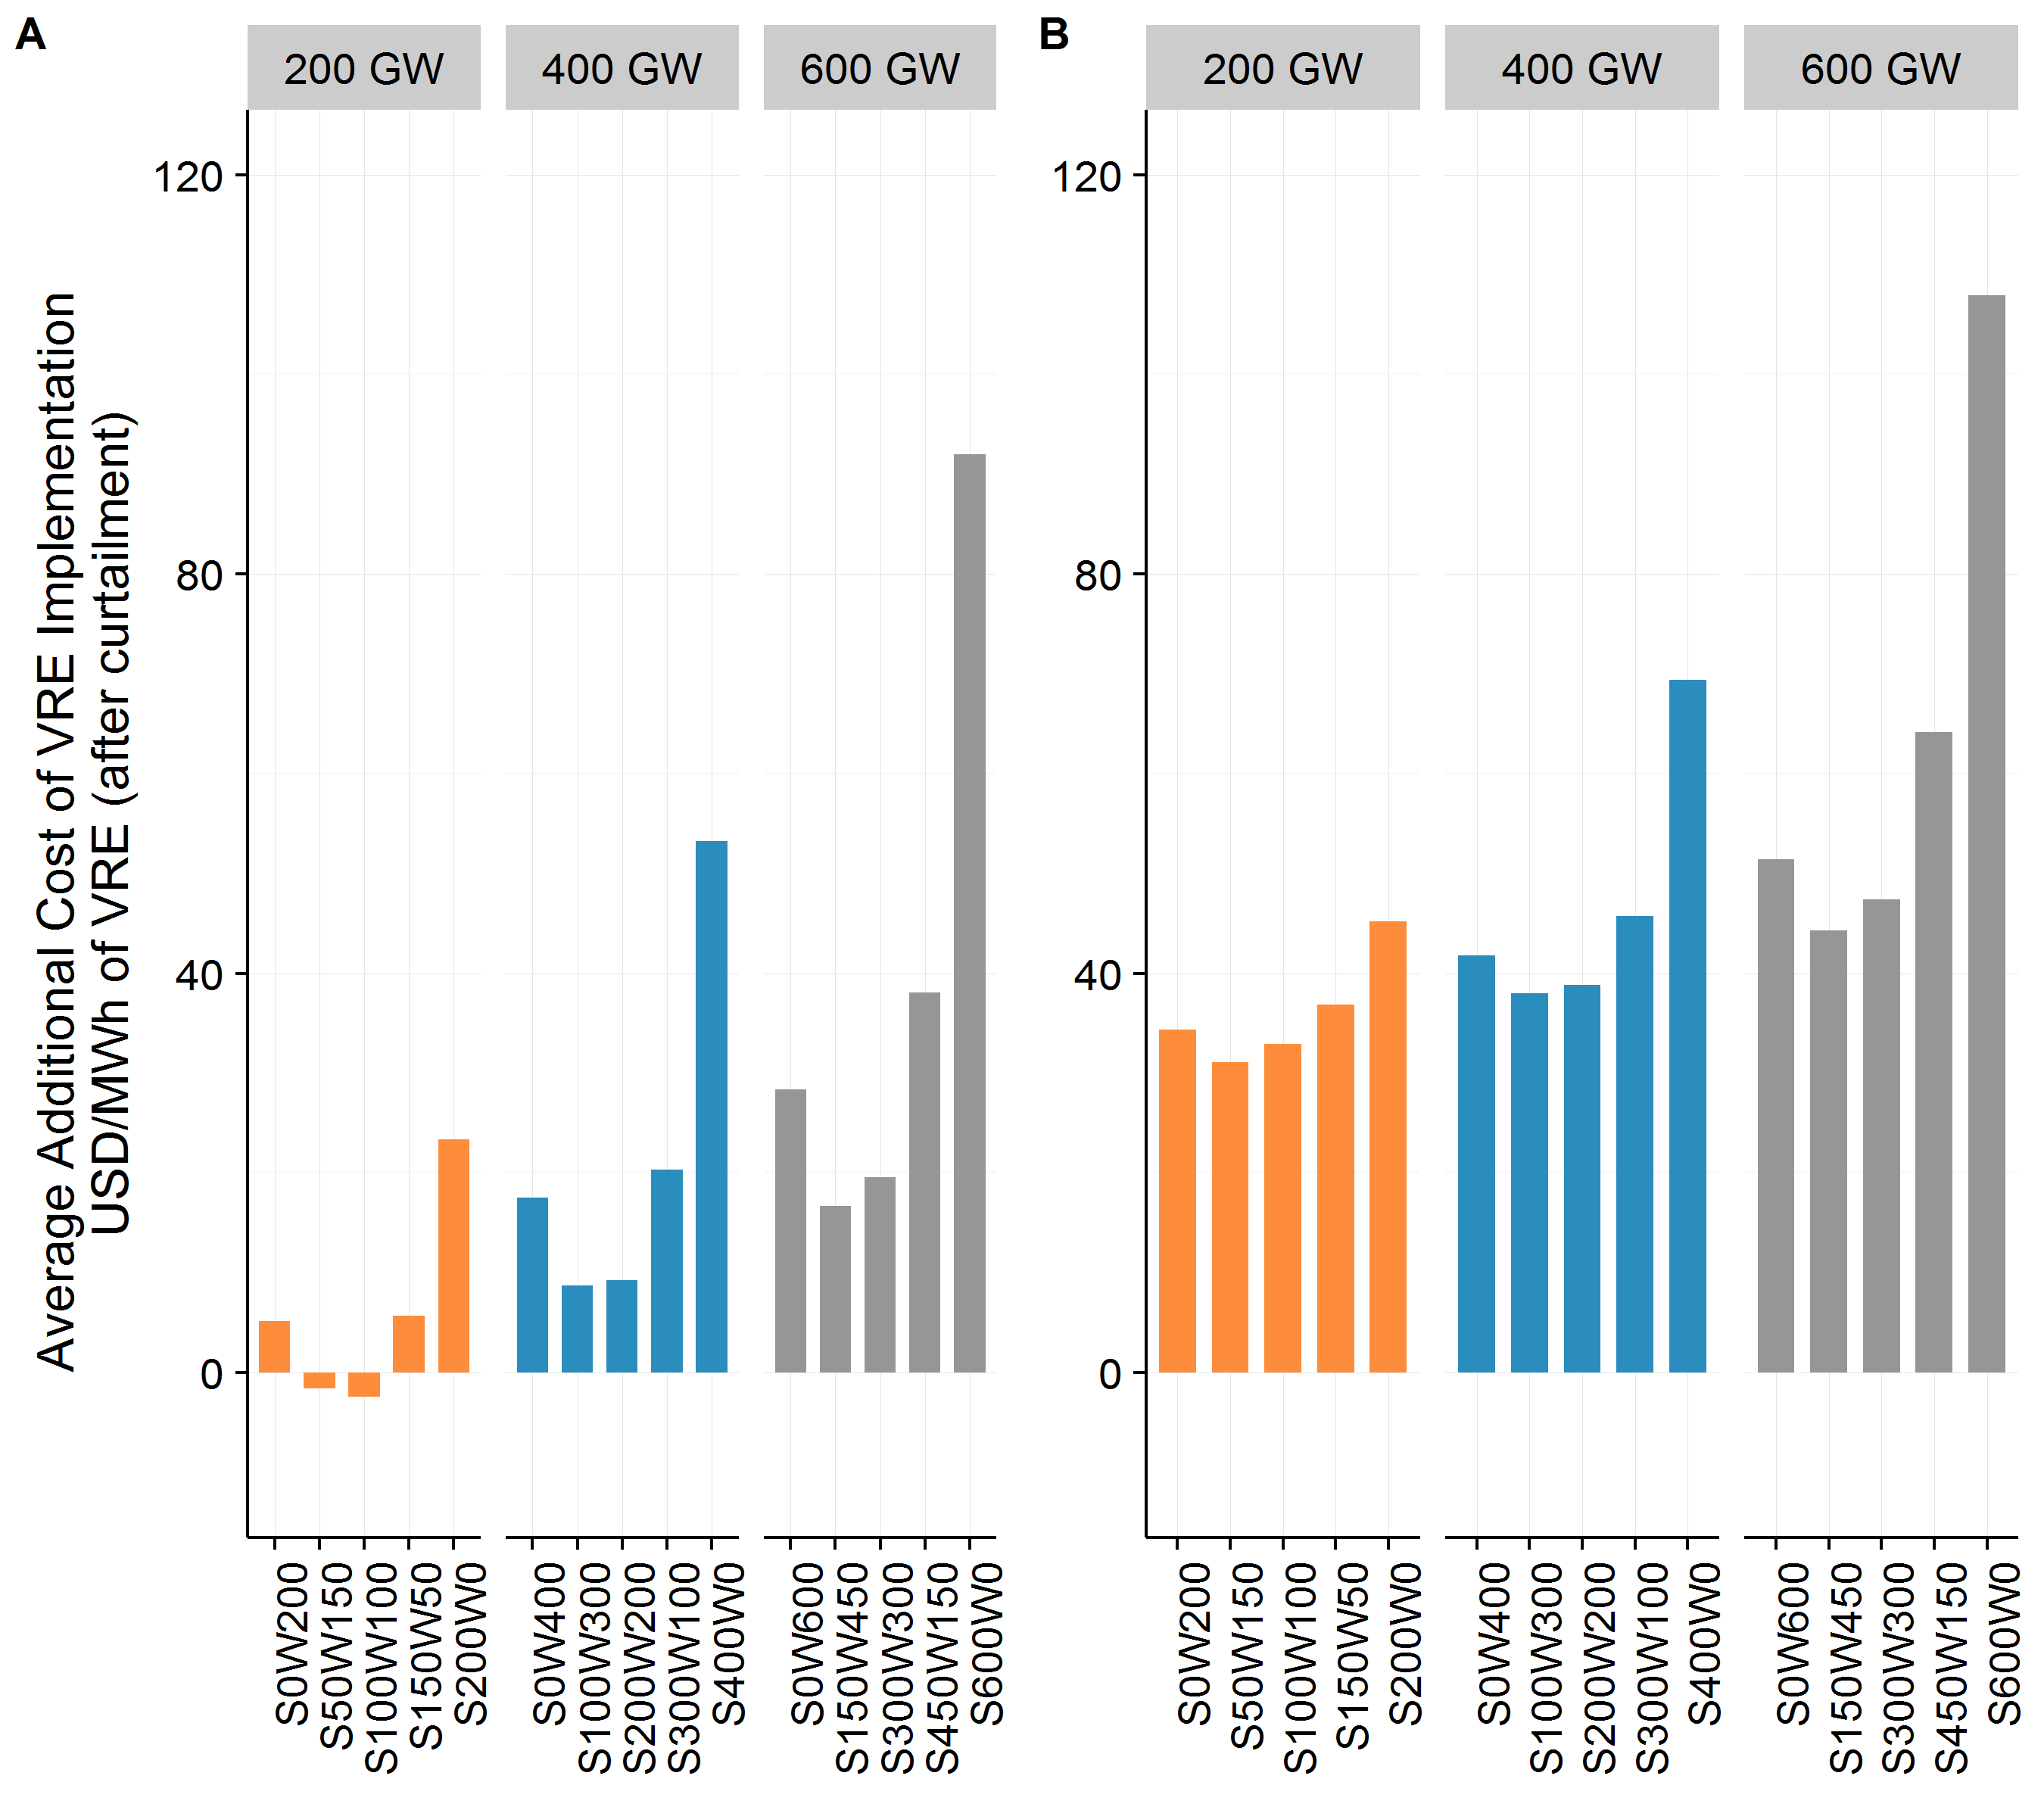 A
200 GW
400 GW
600 GW
Average Additional Cost of VRE Implementation
USD/MWh of VRE (after curtailment)
120
80
40
0
S0W200
S50W150
S100W100
S150W50
S200W0
S0W400
S100W300
S200W200
S300W100
S400W0
S0W600
S150W450
S300W300
S450W150
S600W0
B
200 GW
400 GW
600 GW
120
80
40
0
S0W200
S50W150
S100W100
S150W50
S200W0
S0W400
S100W300
S200W200
S300W100
S400W0
S0W600
S150W450
S300W300
S450W150
S600W0